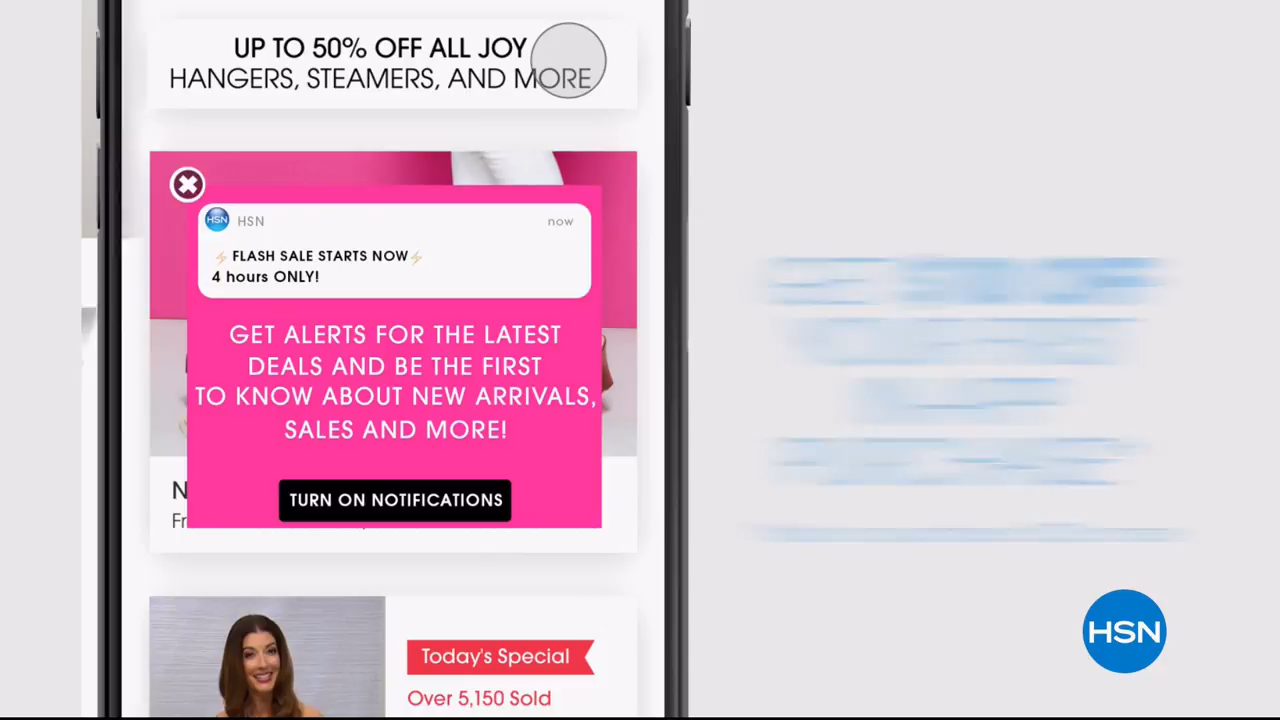 UP TO 50% OFF ALL JOY
HANGERS, STEAMERS, AND MORE
HSN
HSN
now
⚡FLASH SALE STARTS NOW⚡
4 hours ONLY!
GET ALERTS FOR THE LATEST
DEALS AND BE THE FIRST
TO KNOW ABOUT NEW ARRIVALS,
SALES AND MORE!
TURN ON NOTIFICATIONS
N
Fr
Today's Special
Over 5,150 Sold
HSN